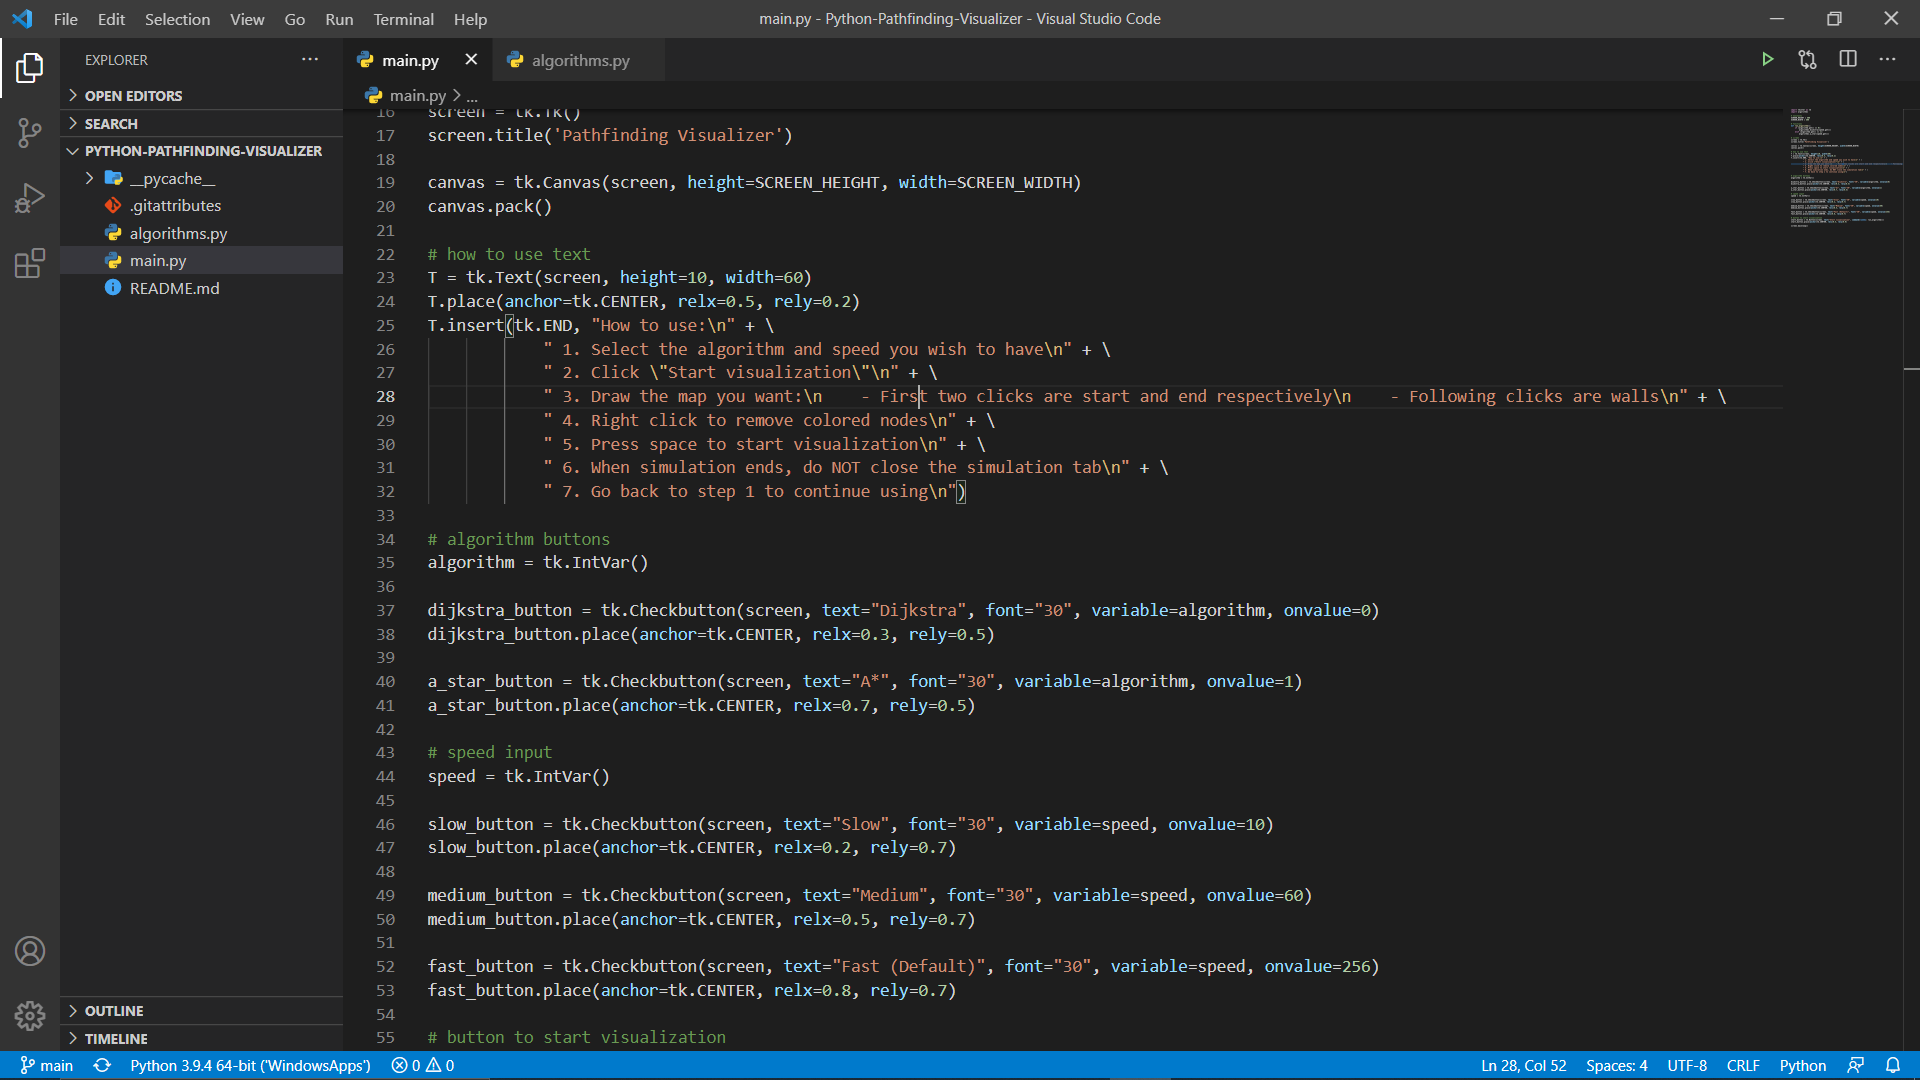 File Edit Selection View Go Run Terminal Help
main.py - Python-Pathfinding-Visualizer - Visual Studio Code
EXPLORER
OPEN EDITORS
SEARCH
PYTHON-PATHFINDING-VISUALIZER
__pycache__
.gitattributes
algorithms.py
main.py
README.md
OUTLINE
TIMELINE
main.py algorithms.py
main.py > ...
16 screen = tk.Tk()
17 screen.title('Pathfinding Visualizer')
18
19 canvas = tk.Canvas(screen, height=SCREEN_HEIGHT, width=SCREEN_WIDTH)
20 canvas.pack()
21
22 # how to use text
23 T = tk.Text(screen, height=10, width=60)
24 T.place(anchor=tk.CENTER, relx=0.5, rely=0.2)
25 T.insert(tk.END, "How to use:\n" + \
26 " 1. Select the algorithm and speed you wish to have\n" + \
27 " 2. Click \"Start visualization\"\n" + \
28 " 3. Draw the map you want:\n    - First two clicks are start and end respectively\n    - Following clicks are walls\n" + \
29 " 4. Right click to remove colored nodes\n" + \
30 " 5. Press space to start visualization\n" + \
31 " 6. When simulation ends, do NOT close the simulation tab\n" + \
32 " 7. Go back to step 1 to continue using\n")
33
34 # algorithm buttons
35 algorithm = tk.IntVar()
36
37 dijkstra_button = tk.Checkbutton(screen, text="Dijkstra", font="30", variable=algorithm, onvalue=0)
38 dijkstra_button.place(anchor=tk.CENTER, relx=0.3, rely=0.5)
39
40 a_star_button = tk.Checkbutton(screen, text="A*", font="30", variable=algorithm, onvalue=1)
41 a_star_button.place(anchor=tk.CENTER, relx=0.7, rely=0.5)
42
43 # speed input
44 speed = tk.IntVar()
45
46 slow_button = tk.Checkbutton(screen, text="Slow", font="30", variable=speed, onvalue=10)
47 slow_button.place(anchor=tk.CENTER, relx=0.2, rely=0.7)
48
49 medium_button = tk.Checkbutton(screen, text="Medium", font="30", variable=speed, onvalue=60)
50 medium_button.place(anchor=tk.CENTER, relx=0.5, rely=0.7)
51
52 fast_button = tk.Checkbutton(screen, text="Fast (Default)", font="30", variable=speed, onvalue=256)
53 fast_button.place(anchor=tk.CENTER, relx=0.8, rely=0.7)
54
55 # button to start visualization
main Python 3.9.4 64-bit ('WindowsApps') 0 0 Ln 28, Col 52 Spaces: 4 UTF-8 CRLF Python